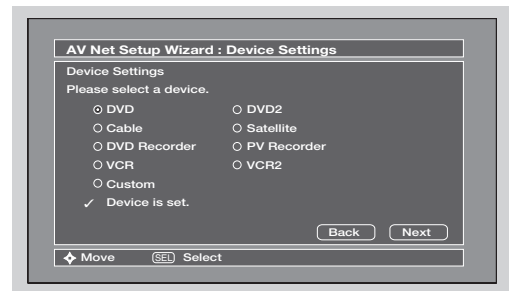 AV Net Setup Wizard : Device Settings
Device Settings
Please select a device.
DVD DVD2
Cable Satellite
DVD Recorder PV Recorder
VCR VCR2
Custom
✓ Device is set.
Back Next
Move SEL Select